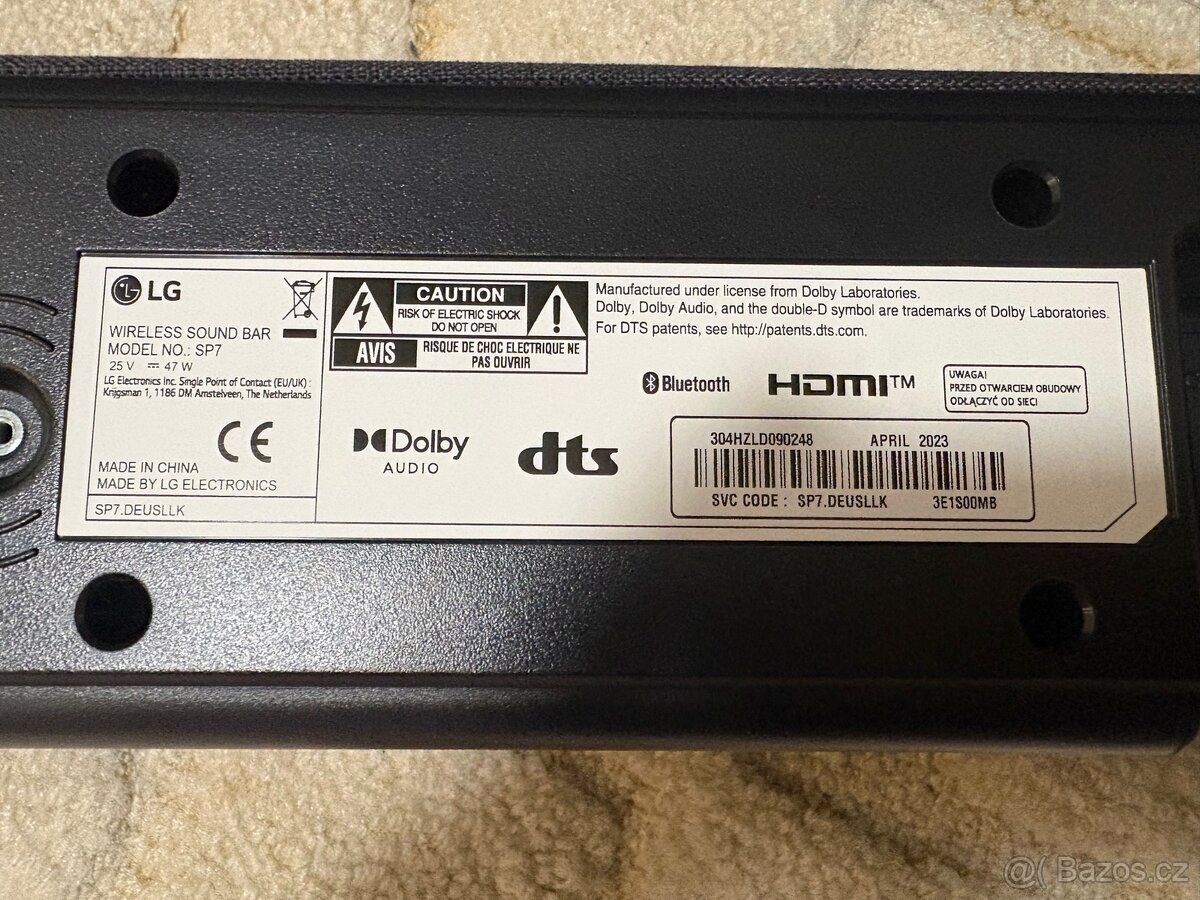 LG
WIRELESS SOUND BAR
MODEL NO.: SP7
25 V ⎓ 47 W
LG Electronics Inc. Single Point of Contact (EU/UK) :
Krijgsman 1, 1186 DM Amstelveen, The Netherlands
CE
MADE IN CHINA
MADE BY LG ELECTRONICS
SP7.DEUSLLK
CAUTION
RISK OF ELECTRIC SHOCK
DO NOT OPEN
AVIS
RISQUE DE CHOC ELECTRIQUE NE
PAS OUVRIR
Manufactured under license from Dolby Laboratories.
Dolby, Dolby Audio, and the double-D symbol are trademarks of Dolby Laboratories.
For DTS patents, see http://patents.dts.com.
Bluetooth
HDMI™
UWAGA!
PRZED OTWARCIEM OBUDOWY
ODŁĄCZYĆ OD SIECI
Dolby
AUDIO
dts
304HZLD090248 APRIL 2023
SVC CODE : SP7.DEUSLLK 3E1S00MB
@( Bazos.cz